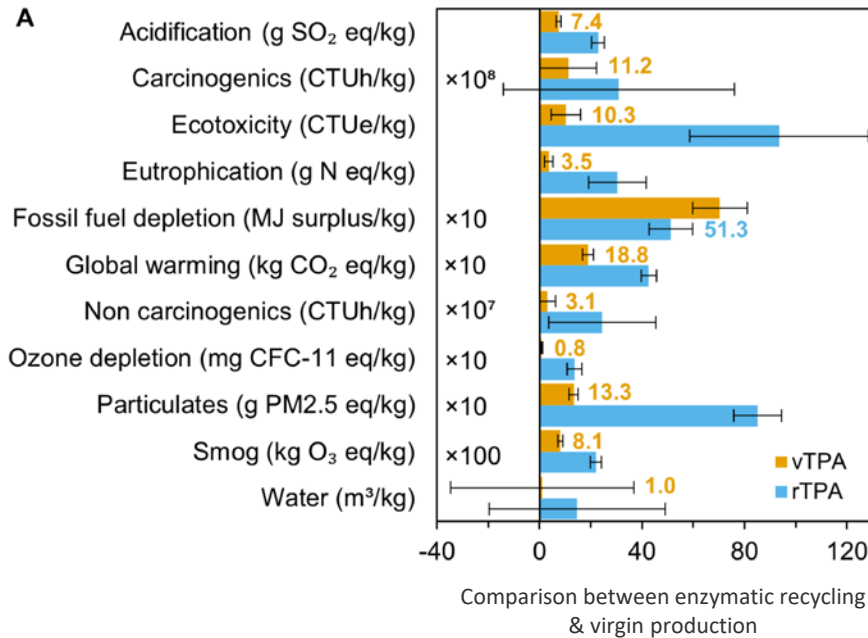 A
Acidification (g SO₂ eq/kg)
7.4
Carcinogenics (CTUh/kg)
×10⁸
11.2
Ecotoxicity (CTUe/kg)
10.3
Eutrophication (g N eq/kg)
3.5
Fossil fuel depletion (MJ surplus/kg)
×10
51.3
Global warming (kg CO₂ eq/kg)
×10
18.8
Non carcinogenics (CTUh/kg)
×10⁷
3.1
Ozone depletion (mg CFC-11 eq/kg)
×10
0.8
Particulates (g PM2.5 eq/kg)
×10
13.3
Smog (kg O₃ eq/kg)
×100
8.1
vTPA
rTPA
Water (m³/kg)
1.0
-40 0 40 80 120
Comparison between enzymatic recycling
& virgin production